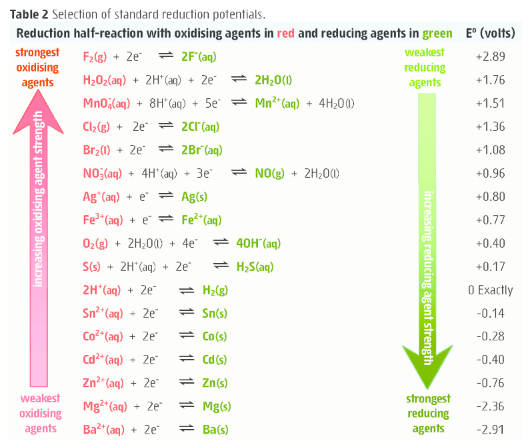 Table 2 Selection of standard reduction potentials.
Reduction half-reaction with oxidising agents in red and reducing agents in green E⁰ (volts)
strongest oxidising agents
weakest reducing agents
F₂(g) + 2e⁻ ⇌ 2F⁻(aq) +2.89
H₂O₂(aq) + 2H⁺(aq) + 2e⁻ ⇌ 2H₂O(l) +1.76
MnO₄⁻(aq) + 8H⁺(aq) + 5e⁻ ⇌ Mn²⁺(aq) + 4H₂O(l) +1.51
Cl₂(g) + 2e⁻ ⇌ 2Cl⁻(aq) +1.36
Br₂(l) + 2e⁻ ⇌ 2Br⁻(aq) +1.08
NO₃⁻(aq) + 4H⁺(aq) + 3e⁻ ⇌ NO(g) + 2H₂O(l) +0.96
Ag⁺(aq) + e⁻ ⇌ Ag(s) +0.80
Fe³⁺(aq) + e⁻ ⇌ Fe²⁺(aq) +0.77
O₂(g) + 2H₂O(l) + 4e⁻ ⇌ 4OH⁻(aq) +0.40
S(s) + 2H⁺(aq) + 2e⁻ ⇌ H₂S(aq) +0.17
2H⁺(aq) + 2e⁻ ⇌ H₂(g) 0 Exactly
Sn²⁺(aq) + 2e⁻ ⇌ Sn(s) -0.14
Co²⁺(aq) + 2e⁻ ⇌ Co(s) -0.28
Cd²⁺(aq) + 2e⁻ ⇌ Cd(s) -0.40
Zn²⁺(aq) + 2e⁻ ⇌ Zn(s) -0.76
Mg²⁺(aq) + 2e⁻ ⇌ Mg(s) -2.36
Ba²⁺(aq) + 2e⁻ ⇌ Ba(s) -2.91
increasing oxidising agent strength
increasing reducing agent strength
weakest oxidising agents
strongest reducing agents